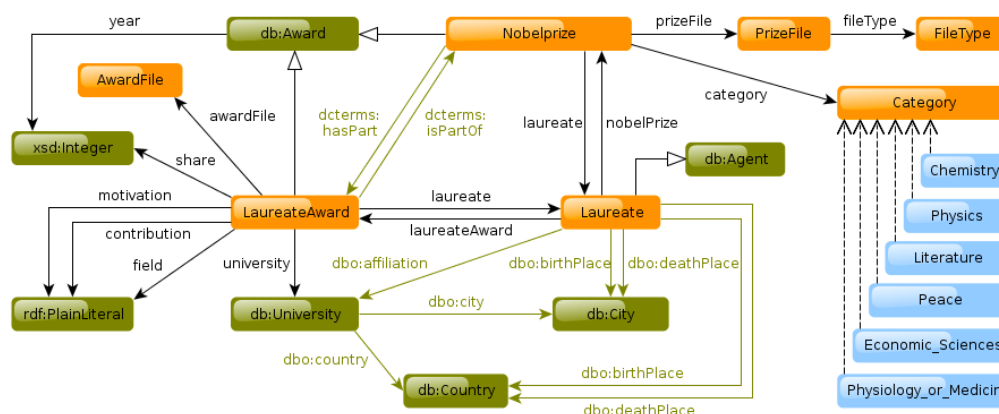 year
db:Award
Nobelprize
prizeFile
PrizeFile
fileType
FileType
AwardFile
awardFile
dcterms:
hasPart
dcterms:
isPartOf
category
Category
laureate
nobelPrize
xsd:Integer
share
db:Agent
Chemistry
motivation
LaureateAward
laureate
Laureate
Physics
contribution
laureateAward
field
university
dbo:affiliation
dbo:birthPlace
dbo:deathPlace
Literature
rdf:PlainLiteral
db:University
dbo:city
db:City
Peace
dbo:country
Economic_Sciences
dbo:birthPlace
db:Country
Physiology_or_Medicin
dbo:deathPlace